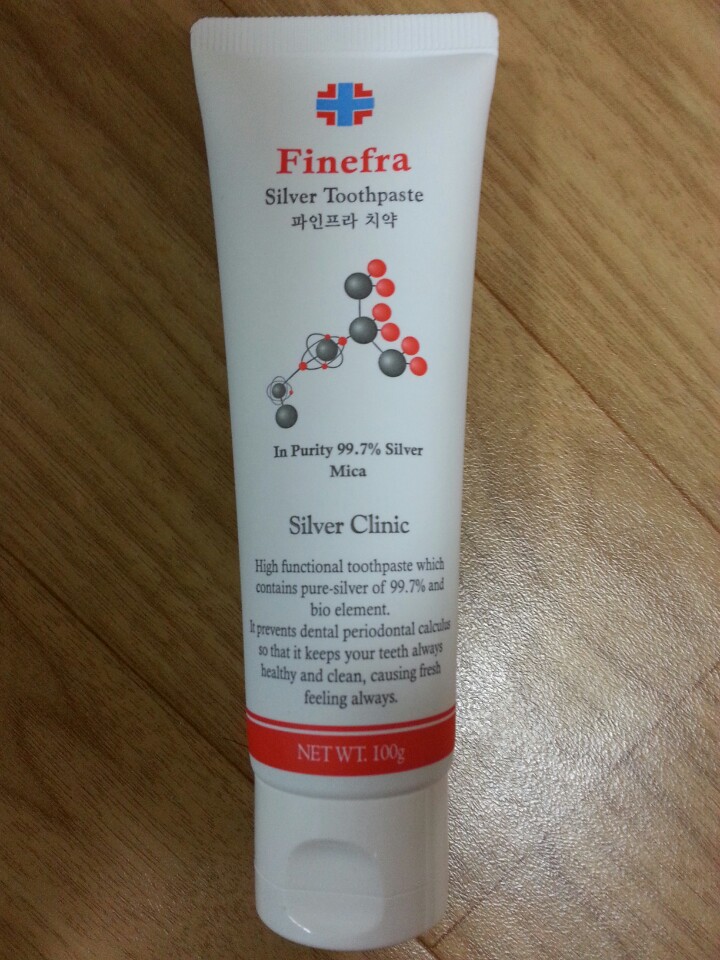 Finefra
Silver Toothpaste
파인프라 치약
In Purity 99.7% Silver
Mica
Silver Clinic
High functional toothpaste which
contains pure-silver of 99.7% and
bio element.
It prevents dental periodontal calculus
so that it keeps your teeth always
healthy and clean, causing fresh
feeling always.
NET WT. 100g